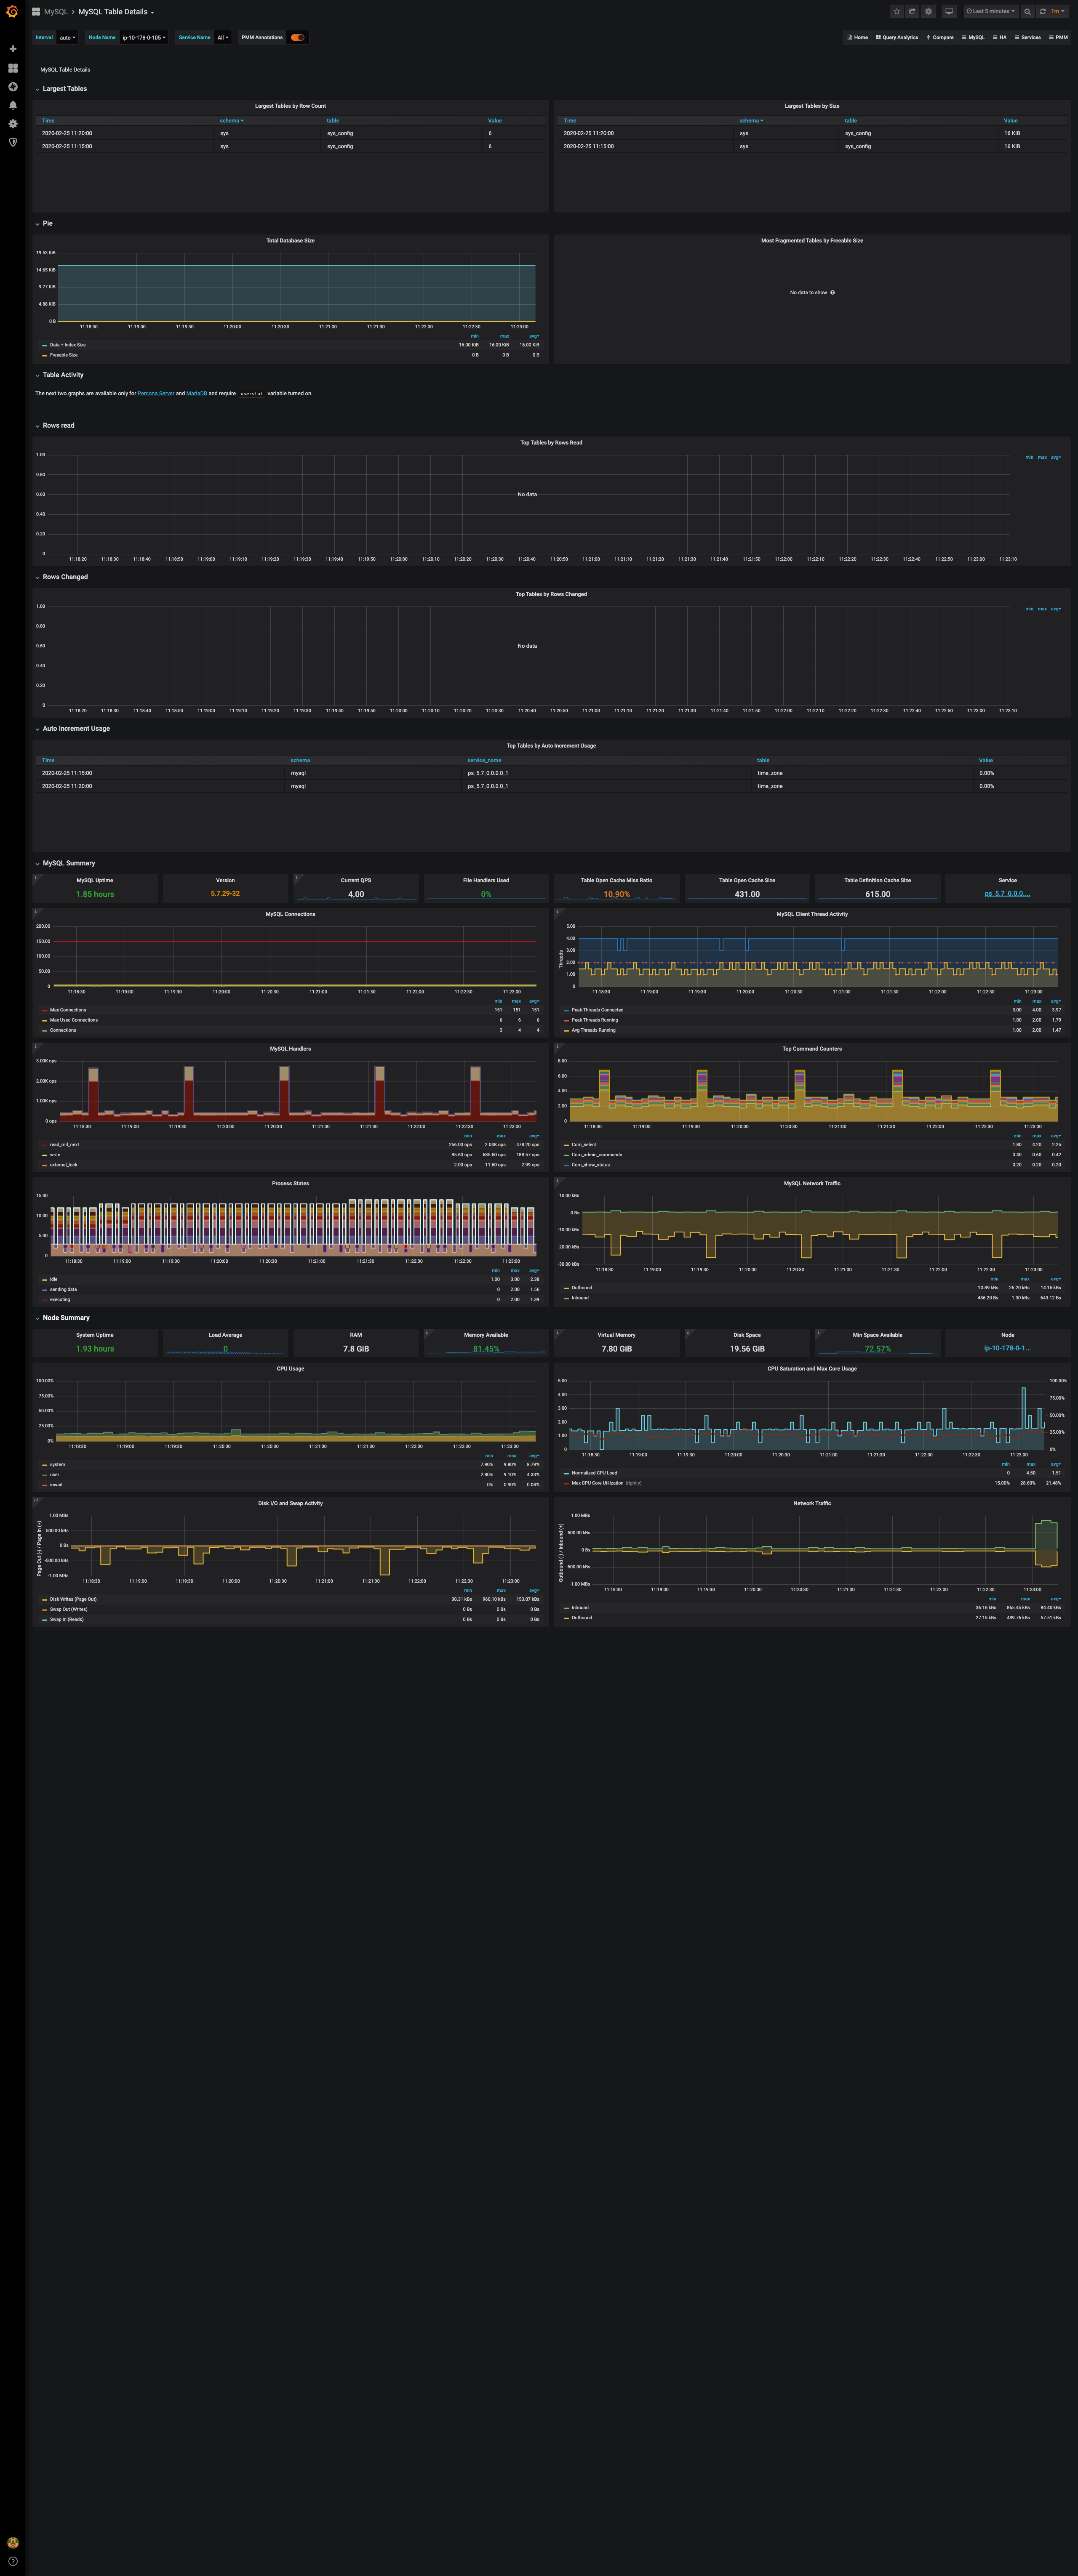 MySQL > MySQL Table Details
Last 5 minutes 1m
Interval auto Node Name ip-10-178-0-105 Service Name All PMM Annotations
Home Query Analytics Compare MySQL HA Services PMM
MySQL Table Details
Largest Tables
Largest Tables by Row Count
Time schema table Value
2020-02-25 11:20:00 sys sys_config 6
2020-02-25 11:15:00 sys sys_config 6
Largest Tables by Size
Time schema table Value
2020-02-25 11:20:00 sys sys_config 16 KiB
2020-02-25 11:15:00 sys sys_config 16 KiB
Pie
Total Database Size
19.53 KiB
14.65 KiB
9.77 KiB
4.88 KiB
0 B
11:18:30 11:19:00 11:19:30 11:20:00 11:20:30 11:21:00 11:21:30 11:22:00 11:22:30 11:23:00
min max avg
Data + Index Size 16.00 KiB 16.00 KiB 16.00 KiB
Freeable Size 0 B 0 B 0 B
Most Fragmented Tables by Freeable Size
No data to show
Table Activity
The next two graphs are available only for Percona Server and MariaDB and require userstat variable turned on.
Rows read
Top Tables by Rows Read
1.00
0.80
0.60
0.40
0.20
0
No data
min max avg
11:18:20 11:18:30 11:18:40 11:18:50 11:19:00 11:19:10 11:19:20 11:19:30 11:19:40 11:19:50 11:20:00 11:20:10 11:20:20 11:20:30 11:20:40 11:20:50 11:21:00 11:21:10 11:21:20 11:21:30 11:21:40 11:21:50 11:22:00 11:22:10 11:22:20 11:22:30 11:22:40 11:22:50 11:23:00 11:23:10
Rows Changed
Top Tables by Rows Changed
1.00
0.80
0.60
0.40
0.20
0
No data
min max avg
11:18:20 11:18:30 11:18:40 11:18:50 11:19:00 11:19:10 11:19:20 11:19:30 11:19:40 11:19:50 11:20:00 11:20:10 11:20:20 11:20:30 11:20:40 11:20:50 11:21:00 11:21:10 11:21:20 11:21:30 11:21:40 11:21:50 11:22:00 11:22:10 11:22:20 11:22:30 11:22:40 11:22:50 11:23:00 11:23:10
Auto Increment Usage
Top Tables by Auto Increment Usage
Time schema service_name table Value
2020-02-25 11:15:00 mysql ps_5.7_0.0.0.0_1 time_zone 0.00%
2020-02-25 11:20:00 mysql ps_5.7_0.0.0.0_1 time_zone 0.00%
MySQL Summary
MySQL Uptime Version Current QPS File Handlers Used Table Open Cache Miss Ratio Table Open Cache Size Table Definition Cache Size Service
1.85 hours 5.7.29-32 4.00 0% 10.90% 431.00 615.00 ps_5.7_0.0.0....
MySQL Connections
200.00
150.00
100.00
50.00
0
11:18:30 11:19:00 11:19:30 11:20:00 11:20:30 11:21:00 11:21:30 11:22:00 11:22:30 11:23:00
min max avg
Max Connections 151 151 151
Max Used Connections 6 6 6
Connections 3 4 4
MySQL Client Thread Activity
Threads
5.00
4.00
3.00
2.00
1.00
0
11:18:30 11:19:00 11:19:30 11:20:00 11:20:30 11:21:00 11:21:30 11:22:00 11:22:30 11:23:00
min max avg
Peak Threads Connected 3.00 4.00 3.97
Peak Threads Running 1.00 2.00 1.79
Avg Threads Running 1.00 2.00 1.47
MySQL Handlers
3.00K ops
2.00K ops
1.00K ops
0 ops
11:18:30 11:19:00 11:19:30 11:20:00 11:20:30 11:21:00 11:21:30 11:22:00 11:22:30 11:23:00
min max avg
read_rnd_next 256.00 ops 2.04K ops 478.20 ops
write 85.60 ops 685.60 ops 188.57 ops
external_lock 2.00 ops 11.60 ops 2.99 ops
Top Command Counters
8.00
6.00
4.00
2.00
0
11:18:30 11:19:00 11:19:30 11:20:00 11:20:30 11:21:00 11:21:30 11:22:00 11:22:30 11:23:00
min max avg
Com_select 1.80 4.20 2.25
Com_admin_commands 0.40 0.60 0.42
Com_show_status 0.20 0.20 0.20
Process States
15.00
10.00
5.00
0
11:18:30 11:19:00 11:19:30 11:20:00 11:20:30 11:21:00 11:21:30 11:22:00 11:22:30 11:23:00
min max avg
idle 1.00 3.00 2.38
sending data 0 2.00 1.56
executing 0 2.00 1.39
MySQL Network Traffic
10.00 kBs
0 Bs
-10.00 kBs
-20.00 kBs
-30.00 kBs
11:18:30 11:19:00 11:19:30 11:20:00 11:20:30 11:21:00 11:21:30 11:22:00 11:22:30 11:23:00
min max avg
Outbound 10.89 kBs 26.20 kBs 14.16 kBs
Inbound 486.20 Bs 1.30 kBs 643.12 Bs
Node Summary
System Uptime Load Average RAM Memory Available Virtual Memory Disk Space Min Space Available Node
1.93 hours 0 7.8 GiB 81.45% 7.80 GiB 19.56 GiB 72.57% ip-10-178-0-1...
CPU Usage
100.00%
75.00%
50.00%
25.00%
0%
11:18:30 11:19:00 11:19:30 11:20:00 11:20:30 11:21:00 11:21:30 11:22:00 11:22:30 11:23:00
min max avg
system 7.90% 9.80% 8.79%
user 2.80% 9.10% 4.33%
iowait 0% 0.90% 0.08%
CPU Saturation and Max Core Usage
5.00 100.00%
4.00 75.00%
3.00 50.00%
2.00
1.00 25.00%
0 0%
11:18:30 11:19:00 11:19:30 11:20:00 11:20:30 11:21:00 11:21:30 11:22:00 11:22:30 11:23:00
min max avg
Normalized CPU Load 0 4.50 1.51
Max CPU Core Utilization (right-y) 15.00% 28.60% 21.48%
Disk I/O and Swap Activity
Page Out (-) / Page In (+)
1.00 MBs
500.00 kBs
0 Bs
-500.00 kBs
-1.00 MBs
11:18:30 11:19:00 11:19:30 11:20:00 11:20:30 11:21:00 11:21:30 11:22:00 11:22:30 11:23:00
min max avg
Disk Writes (Page Out) 30.31 kBs 960.10 kBs 153.07 kBs
Swap Out (Writes) 0 Bs 0 Bs 0 Bs
Swap In (Reads) 0 Bs 0 Bs 0 Bs
Network Traffic
Outbound (-) / Inbound (+)
1.00 MBs
500.00 kBs
0 Bs
-500.00 kBs
-1.00 MBs
11:18:30 11:19:00 11:19:30 11:20:00 11:20:30 11:21:00 11:21:30 11:22:00 11:22:30 11:23:00
min max avg
Inbound 36.16 kBs 865.45 kBs 84.40 kBs
Outbound 27.15 kBs 489.76 kBs 57.51 kBs